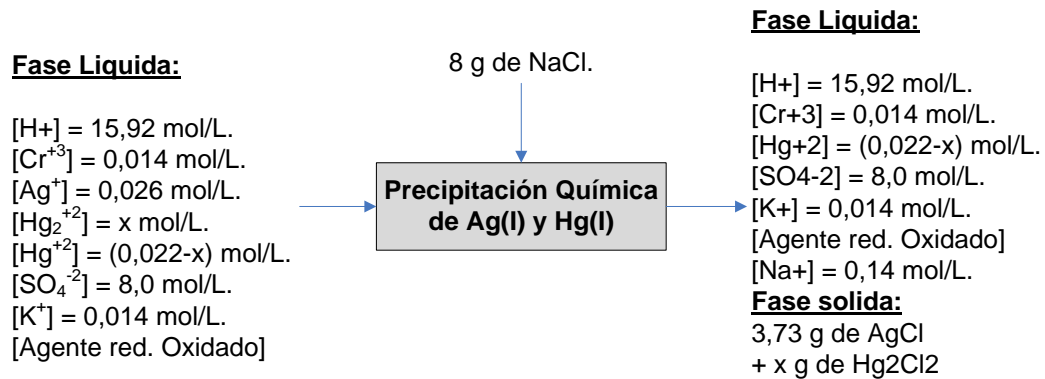 Fase Liquida:
[H+] = 15,92 mol/L.
[Cr+3] = 0,014 mol/L.
[Ag+] = 0,026 mol/L.
[Hg2+2] = x mol/L.
[Hg+2] = (0,022-x) mol/L.
[SO4-2] = 8,0 mol/L.
[K+] = 0,014 mol/L.
[Agente red. Oxidado]
8 g de NaCl.
Precipitación Química
de Ag(I) y Hg(I)
Fase Liquida:
[H+] = 15,92 mol/L.
[Cr+3] = 0,014 mol/L.
[Hg+2] = (0,022-x) mol/L.
[SO4-2] = 8,0 mol/L.
[K+] = 0,014 mol/L.
[Agente red. Oxidado]
[Na+] = 0,14 mol/L.
Fase solida:
3,73 g de AgCl
+ x g de Hg2Cl2